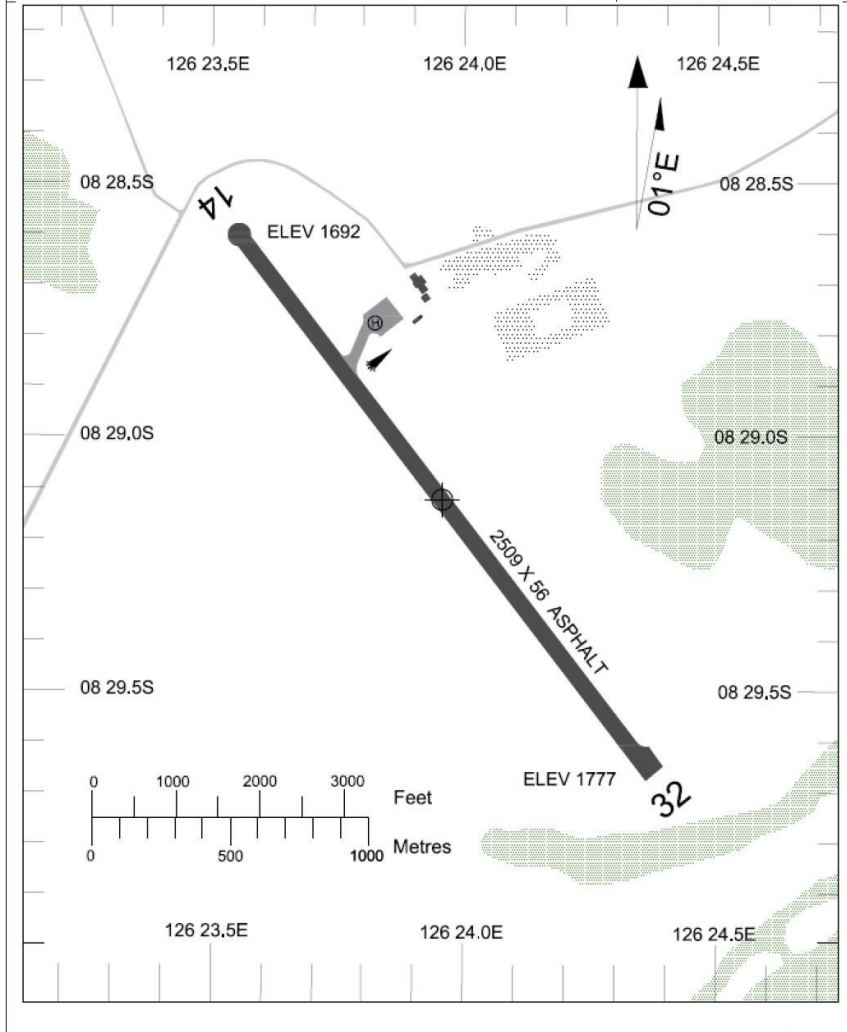 126 23.5E
126 24.0E
126 24.5E
01°E
08 28.5S
08 28.5S
14
ELEV 1692
H
08 29.0S
08 29.0S
2509 X 56 ASPHALT
08 29.5S
08 29.5S
ELEV 1777
32
0 1000 2000 3000
Feet
Metres
0 500 1000
126 23.5E
126 24.0E
126 24.5E